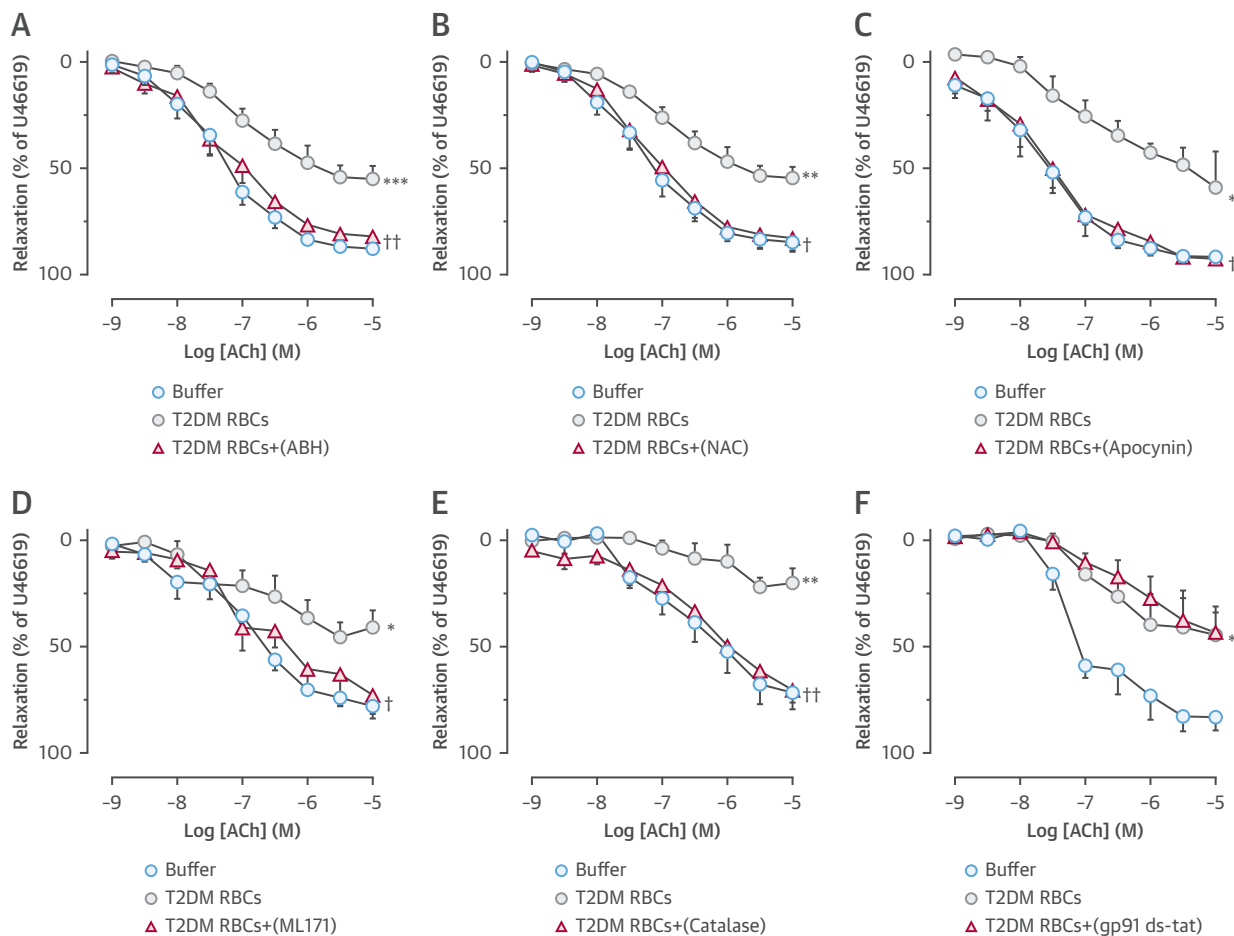 A
Relaxation (% of U46619)
0
50
100
-9 -8 -7 -6 -5
Log [ACh] (M)
***
††
Buffer
T2DM RBCs
T2DM RBCs+(ABH)
B
Relaxation (% of U46619)
0
50
100
-9 -8 -7 -6 -5
Log [ACh] (M)
**
†
Buffer
T2DM RBCs
T2DM RBCs+(NAC)
C
Relaxation (% of U46619)
0
50
100
-9 -8 -7 -6 -5
Log [ACh] (M)
*
†
Buffer
T2DM RBCs
T2DM RBCs+(Apocynin)
D
Relaxation (% of U46619)
0
50
100
-9 -8 -7 -6 -5
Log [ACh] (M)
*
†
Buffer
T2DM RBCs
T2DM RBCs+(ML171)
E
Relaxation (% of U46619)
0
50
100
-9 -8 -7 -6 -5
Log [ACh] (M)
**
††
Buffer
T2DM RBCs
T2DM RBCs+(Catalase)
F
Relaxation (% of U46619)
0
50
100
-9 -8 -7 -6 -5
Log [ACh] (M)
*
Buffer
T2DM RBCs
T2DM RBCs+(gp91 ds-tat)